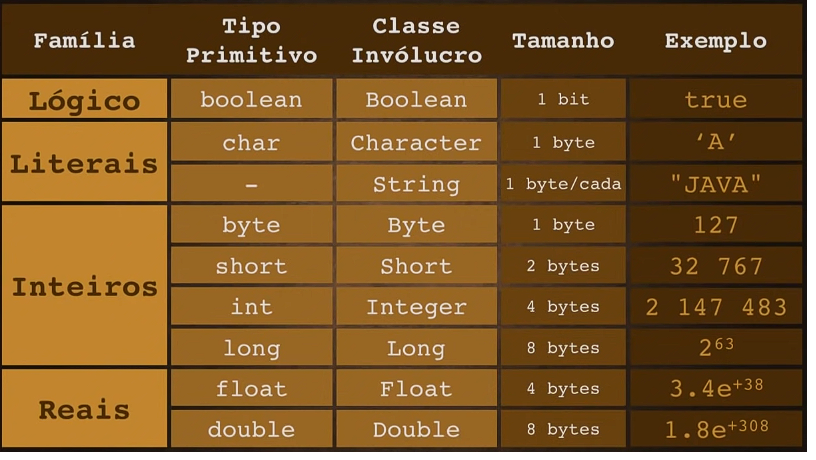 Família Tipo Primitivo Classe Invólucro Tamanho Exemplo
Lógico boolean Boolean 1 bit true
Literais char Character 1 byte ‘A’
- String 1 byte/cada "JAVA"
Inteiros byte Byte 1 byte 127
short Short 2 bytes 32 767
int Integer 4 bytes 2 147 483
long Long 8 bytes 2⁶³
Reais float Float 4 bytes 3.4e⁺³⁸
double Double 8 bytes 1.8e⁺³⁰⁸